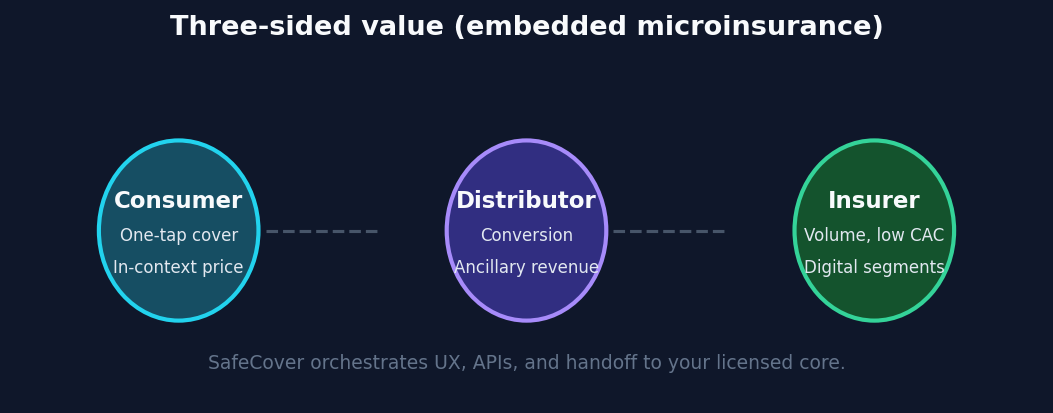 Three-sided value (embedded microinsurance)
Consumer
One-tap cover
In-context price
Distributor
Conversion
Ancillary revenue
Insurer
Volume, low CAC
Digital segments
SafeCover orchestrates UX, APIs, and handoff to your licensed core.